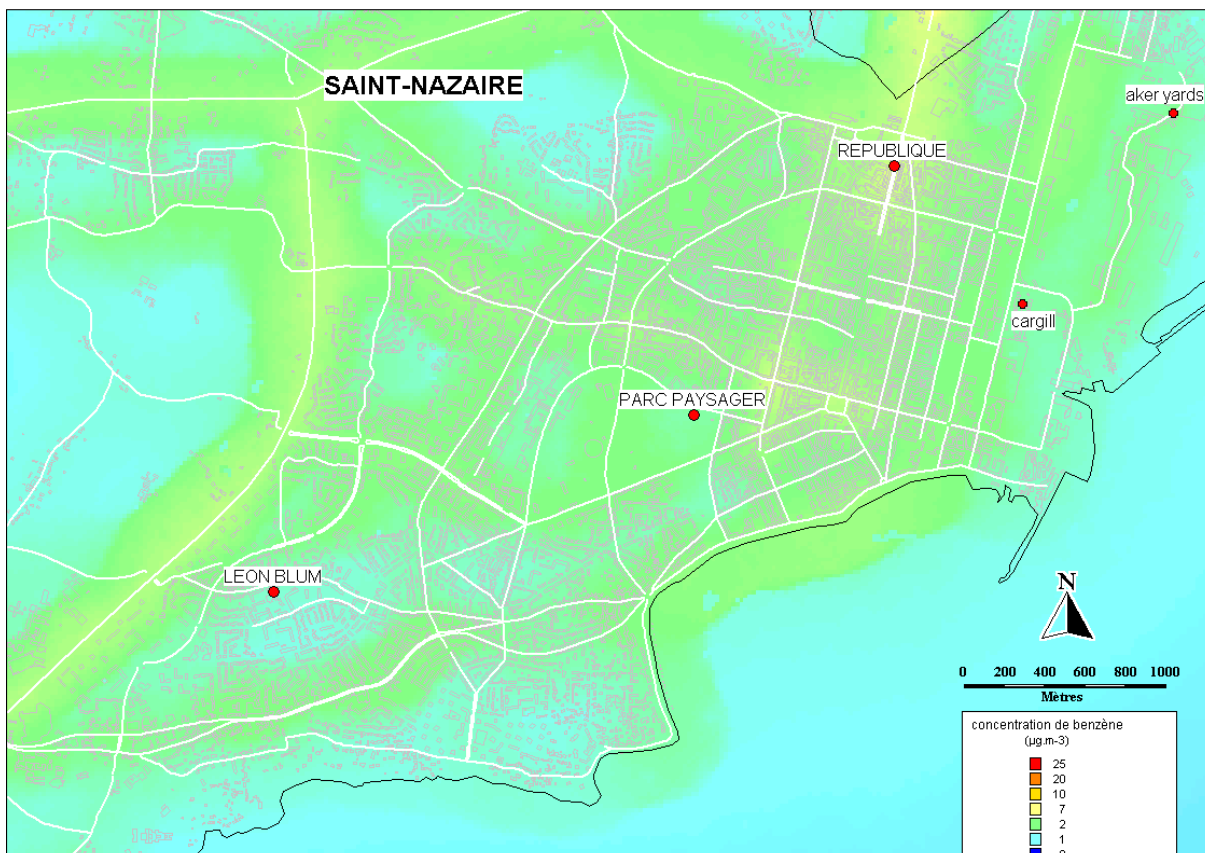 SAINT-NAZAIRE
aker yards
REPUBLIQUE
cargill
PARC PAYSAGER
LEON BLUM
N
0 200 400 600 800 1000
Mètres
concentration de benzène
(µg.m-3)
25
20
10
7
2
1